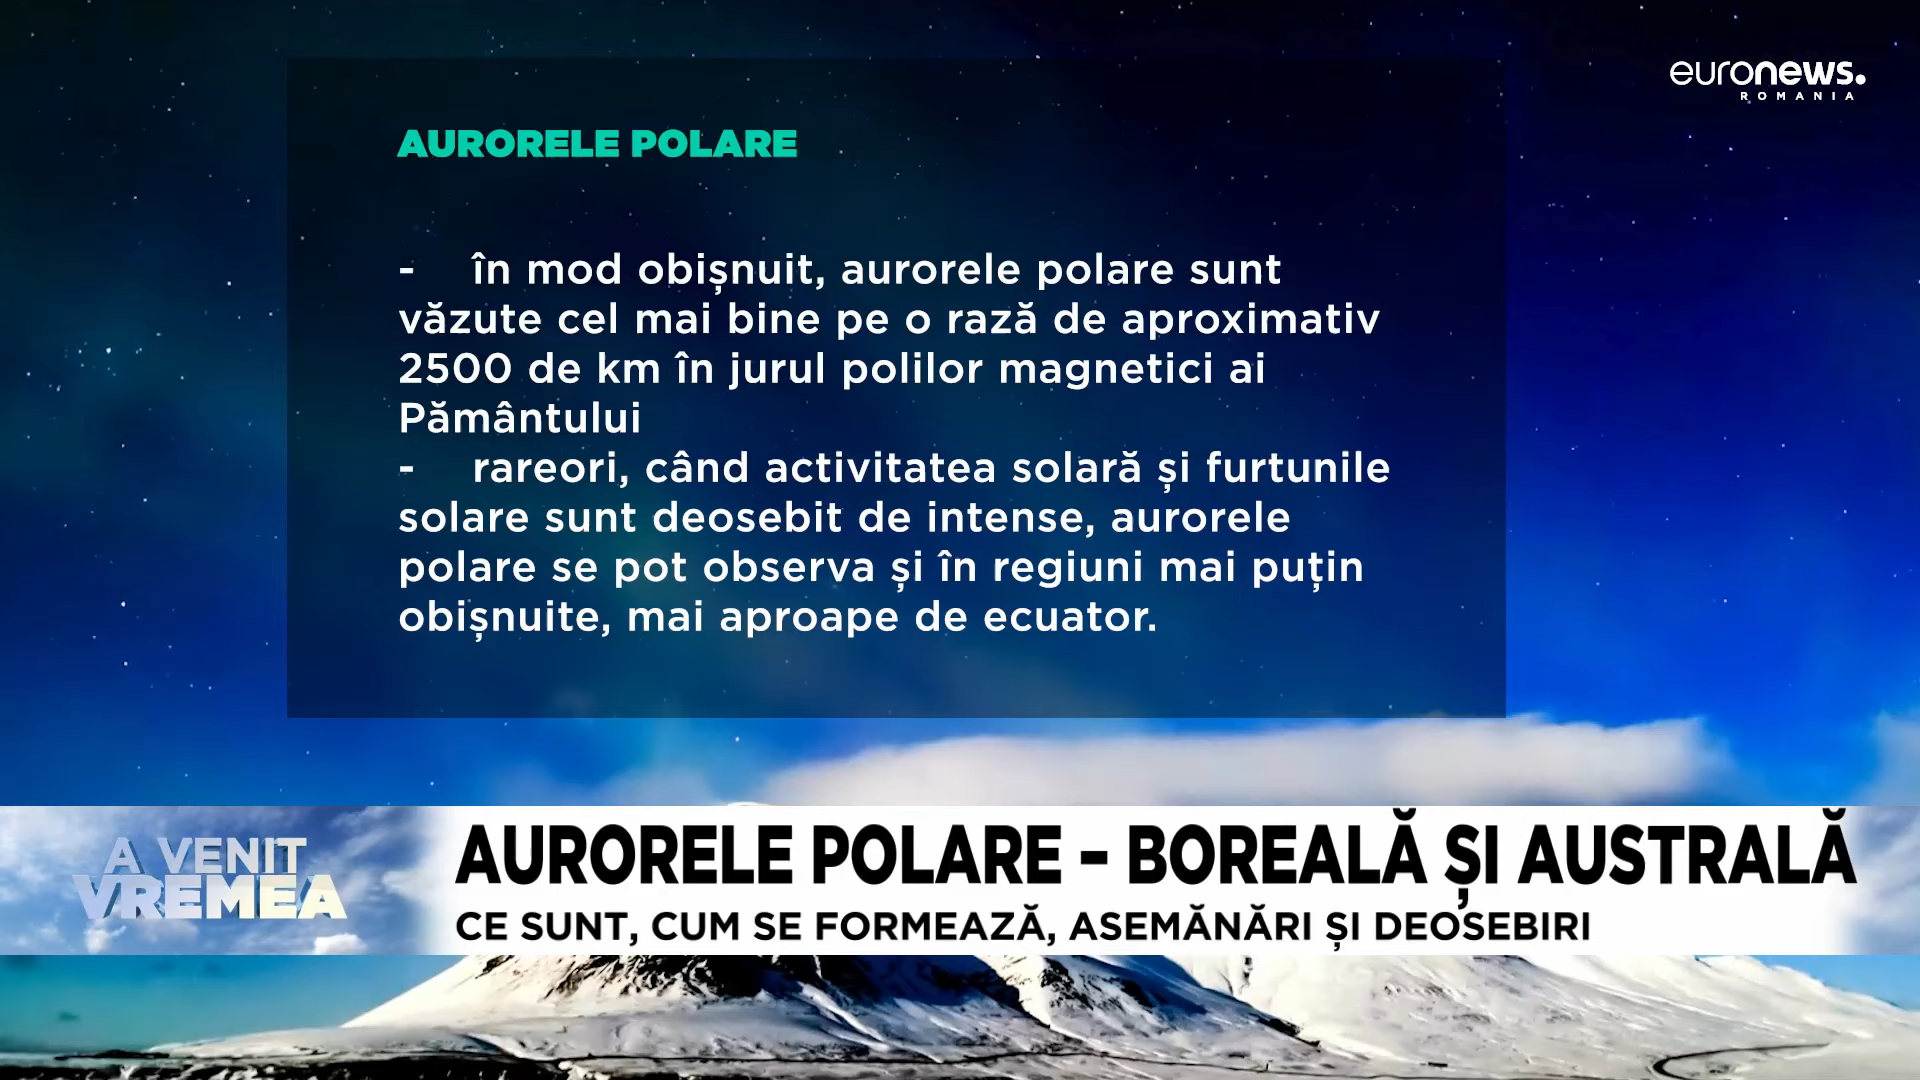 euronews.
ROMANIA
AURORELE POLARE
- în mod obișnuit, aurorele polare sunt
văzute cel mai bine pe o rază de aproximativ
2500 de km în jurul polilor magnetici ai
Pământului
- rareori, când activitatea solară și furtunile
solare sunt deosebit de intense, aurorele
polare se pot observa și în regiuni mai puțin
obișnuite, mai aproape de ecuator.
A VENIT
VREMEA
AURORELE POLARE – BOREALĂ ȘI AUSTRALĂ
CE SUNT, CUM SE FORMEAZĂ, ASEMĂNĂRI ȘI DEOSEBIRI